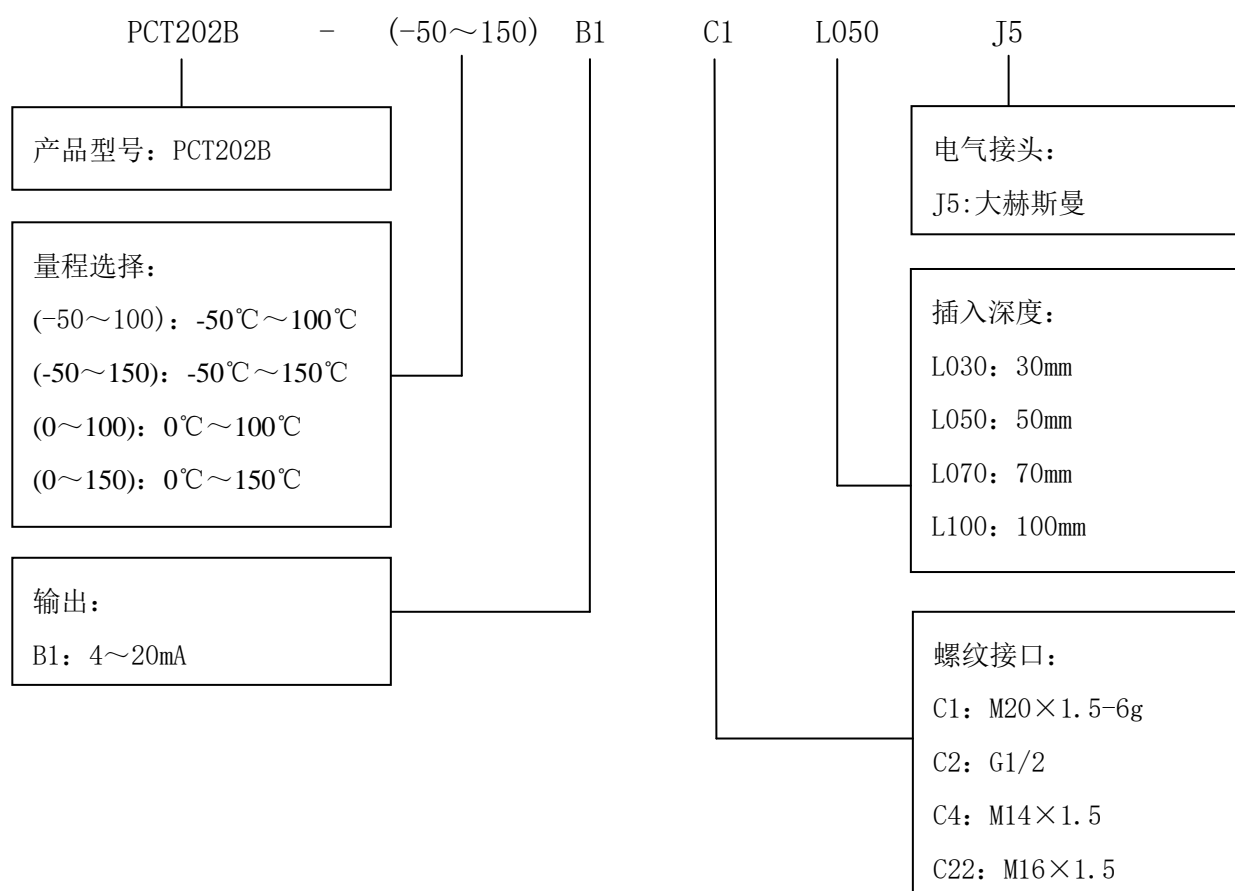 PCT202B - (-50～150) B1 C1 L050 J5
产品型号：PCT202B
量程选择：
(-50～100)：-50℃～100℃
(-50～150)：-50℃～150℃
(0～100)：0℃～100℃
(0～150)：0℃～150℃
输出：
B1：4～20mA
电气接头：
J5:大赫斯曼
插入深度：
L030：30mm
L050：50mm
L070：70mm
L100：100mm
螺纹接口：
C1：M20×1.5-6g
C2：G1/2
C4：M14×1.5
C22：M16×1.5